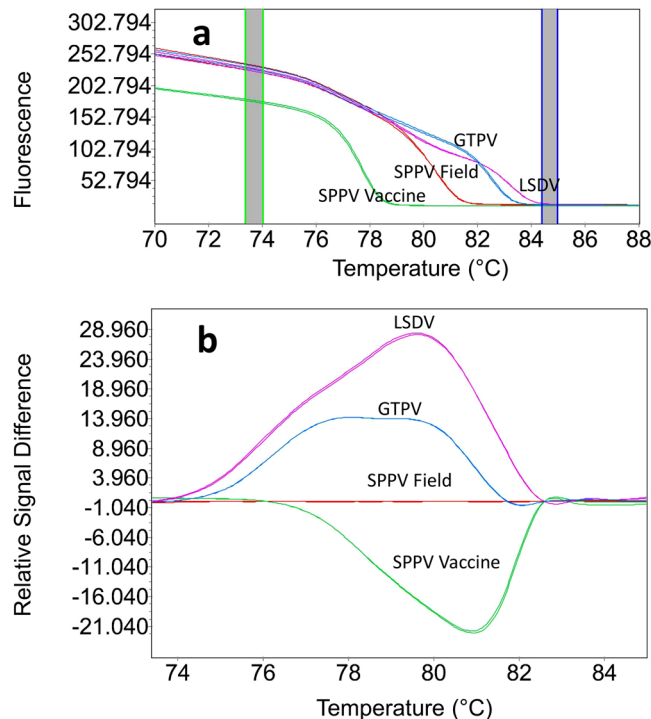 a
302.794
252.794
202.794
152.794
102.794
52.794
Fluorescence
GTPV
SPPV Field
LSDV
SPPV Vaccine
70 72 74 76 78 80 82 84 86 88
Temperature (°C)
b
28.960
23.960
18.960
13.960
8.960
3.960
-1.040
-6.040
-11.040
-16.040
-21.040
Relative Signal Difference
LSDV
GTPV
SPPV Field
SPPV Vaccine
74 76 78 80 82 84
Temperature (°C)